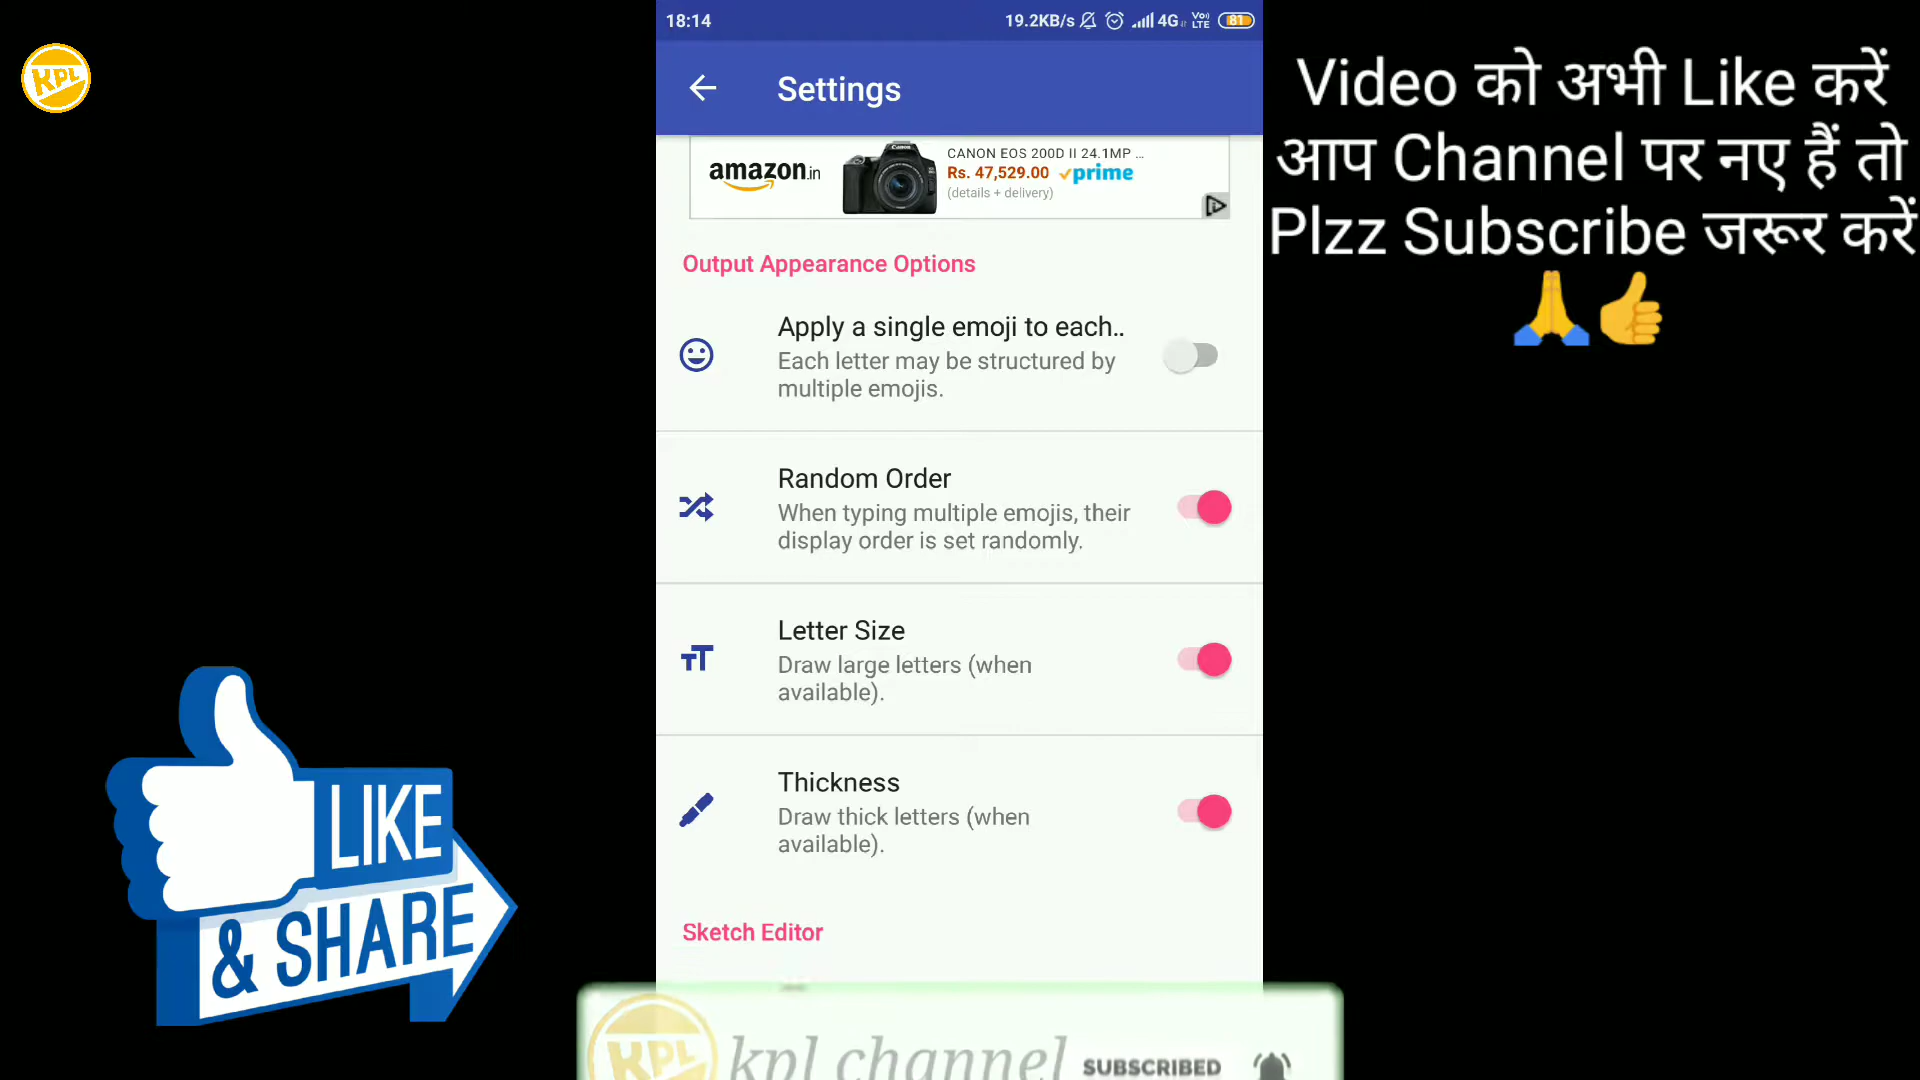 KPL
18:14
19.2KB/s 4G VoLTE 81
Settings
amazon.in
Canon
CANON EOS 200D II 24.1MP ...
Rs. 47,529.00 prime
(details + delivery)
Output Appearance Options
Apply a single emoji to each..
Each letter may be structured by
multiple emojis.
Random Order
When typing multiple emojis, their
display order is set randomly.
Letter Size
Draw large letters (when
available).
Thickness
Draw thick letters (when
available).
Sketch Editor
Video को अभी Like करें
आप Channel पर नए हैं तो
Plzz Subscribe जरूर करें
🙏👍
LIKE
& SHARE
KPL
kpl channel
SUBSCRIBED